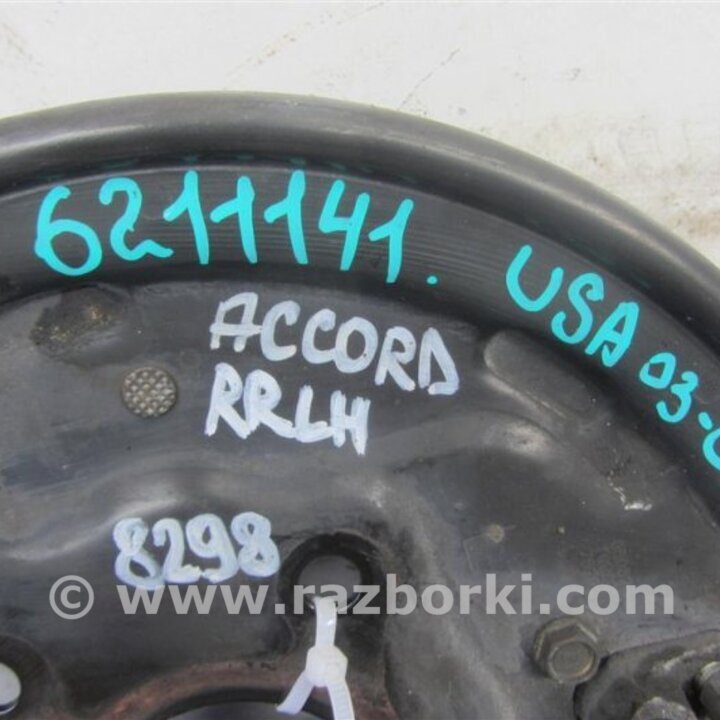 6211141. USA 03-
ACCORD
RRLH
8298
© www.razborki.com